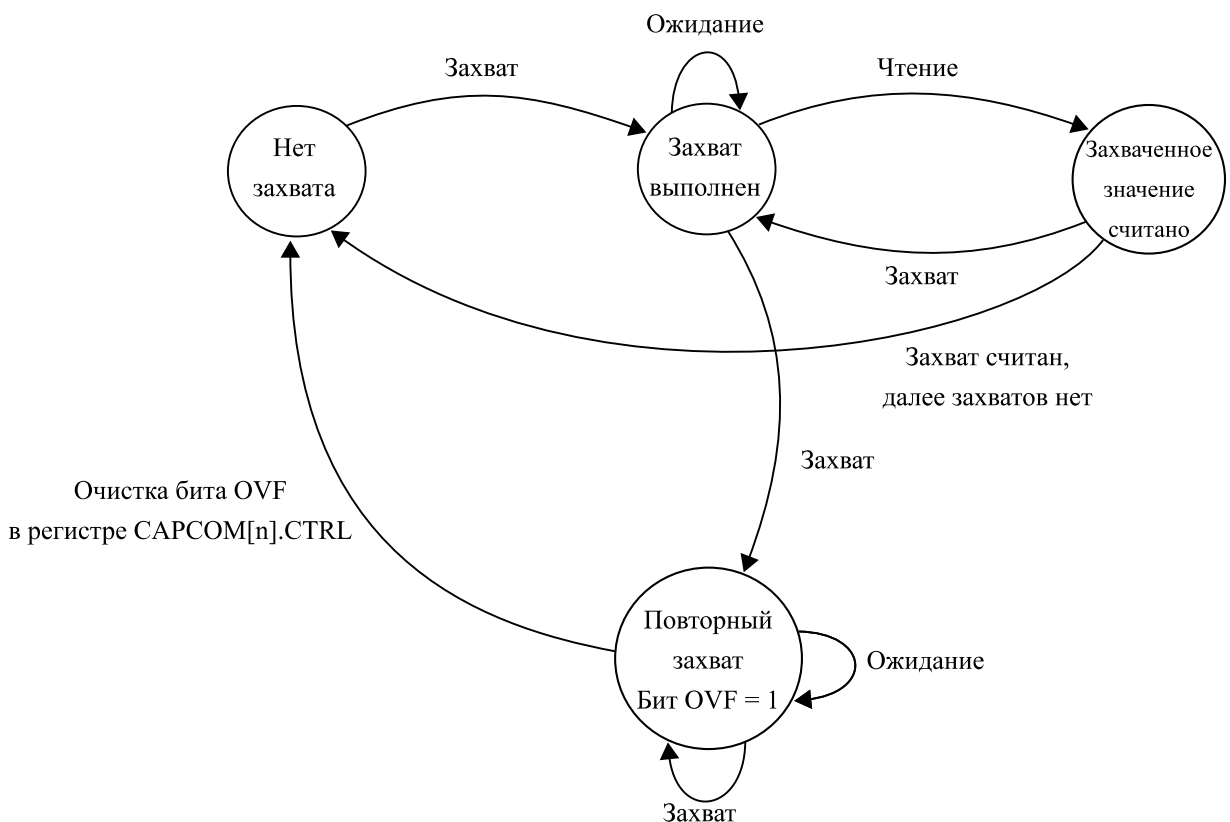 Ожидание
Захват
Чтение
Нет
захвата
Захват
выполнен
Захваченное
значение
считано
Захват
Захват считан,
далее захватов нет
Захват
Очистка бита OVF
в регистре CAPCOM[n].CTRL
Повторный
захват
Бит OVF = 1
Ожидание
Захват